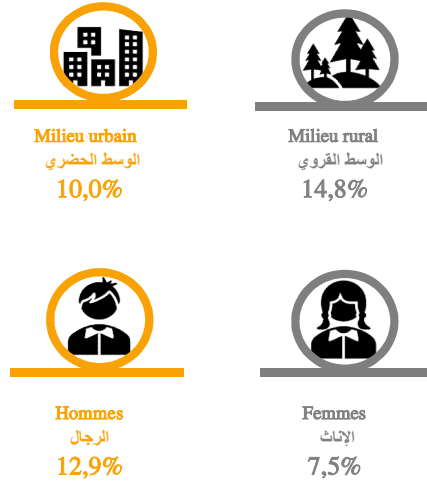 Milieu urbain
الوسط الحضري
10,0%
Milieu rural
الوسط القروي
14,8%
Hommes
الرجال
12,9%
Femmes
الإناث
7,5%